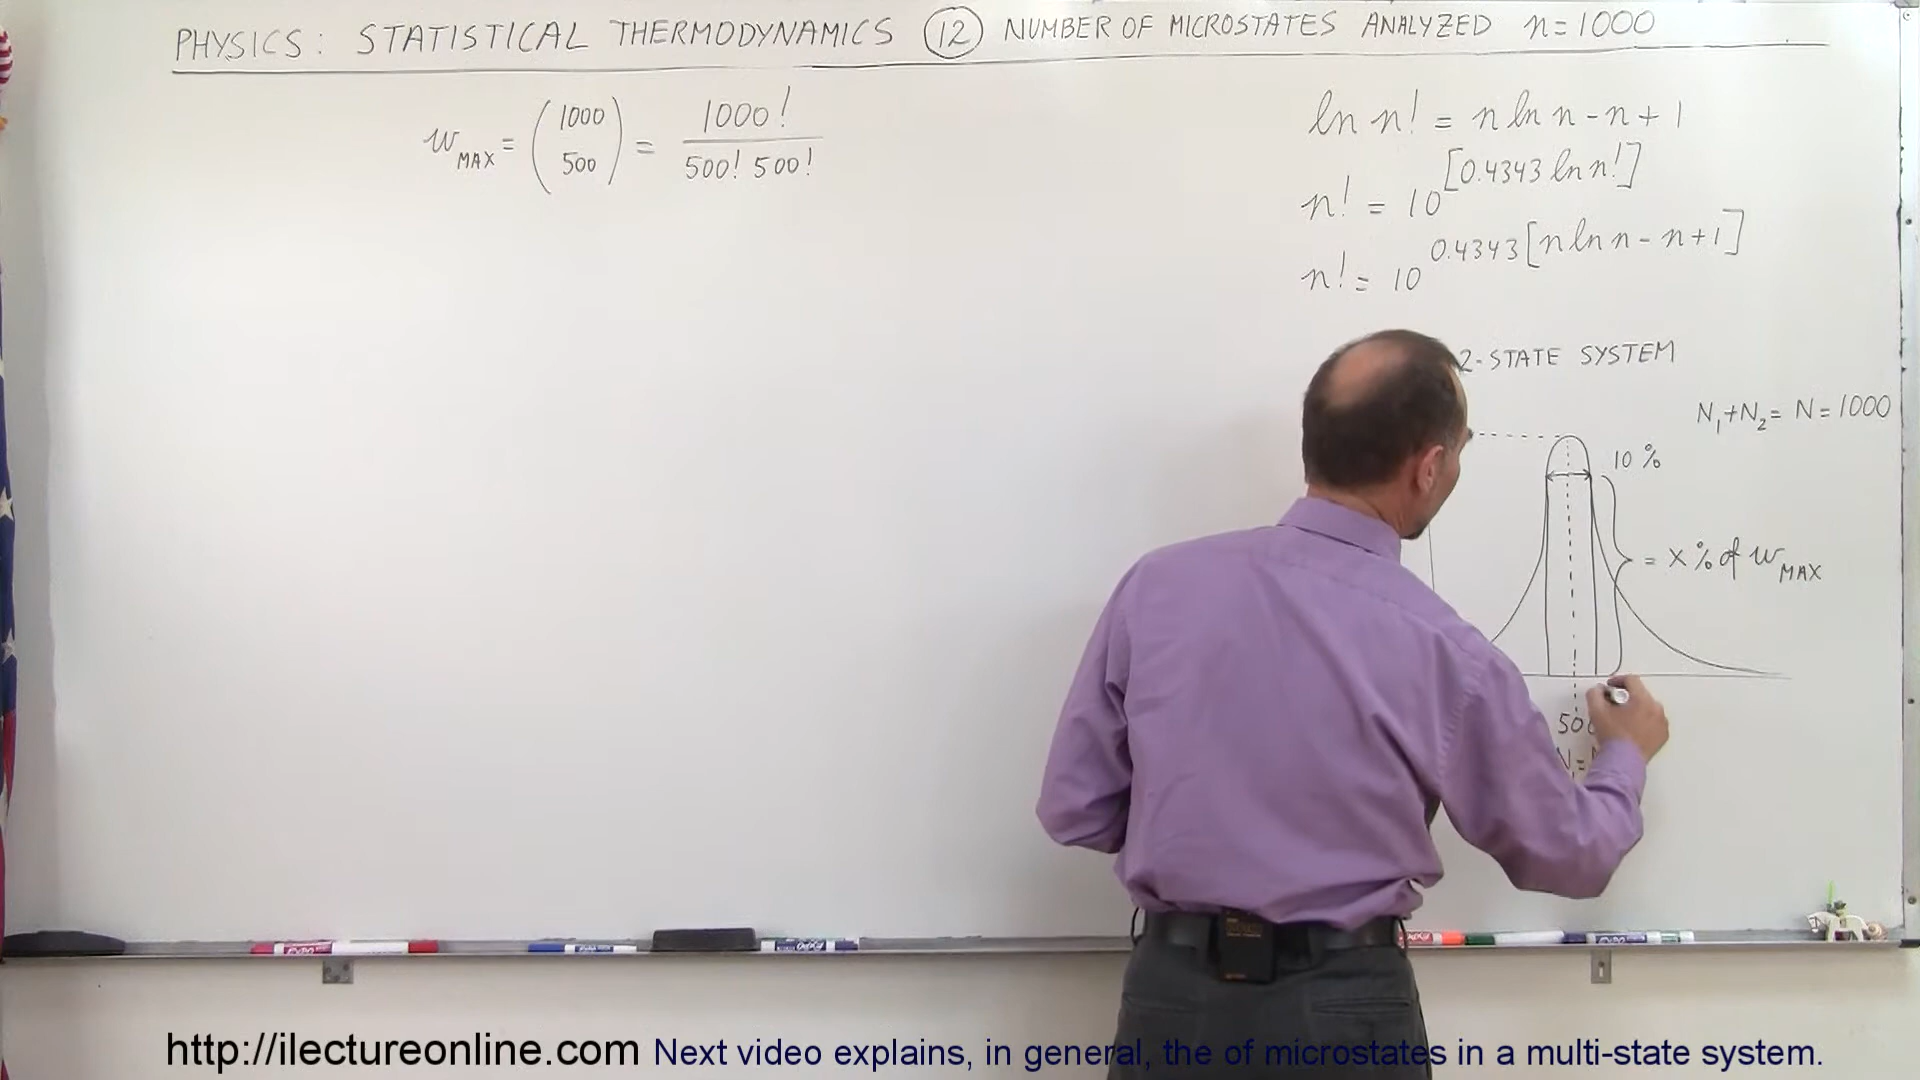 PHYSICS: STATISTICAL THERMODYNAMICS (12) NUMBER OF MICROSTATES ANALYZED n=1000
w_MAX = (1000 500) = 1000! / 500! 500!
ln n! = n ln n - n + 1
n! = 10^[0.4343 ln n!]
n! = 10^0.4343[n ln n - n + 1]
2-STATE SYSTEM
N₁+N₂ = N = 1000
10 %
= X % of w_MAX
http://ilectureonline.com Next video explains, in general, the of microstates in a multi-state system.